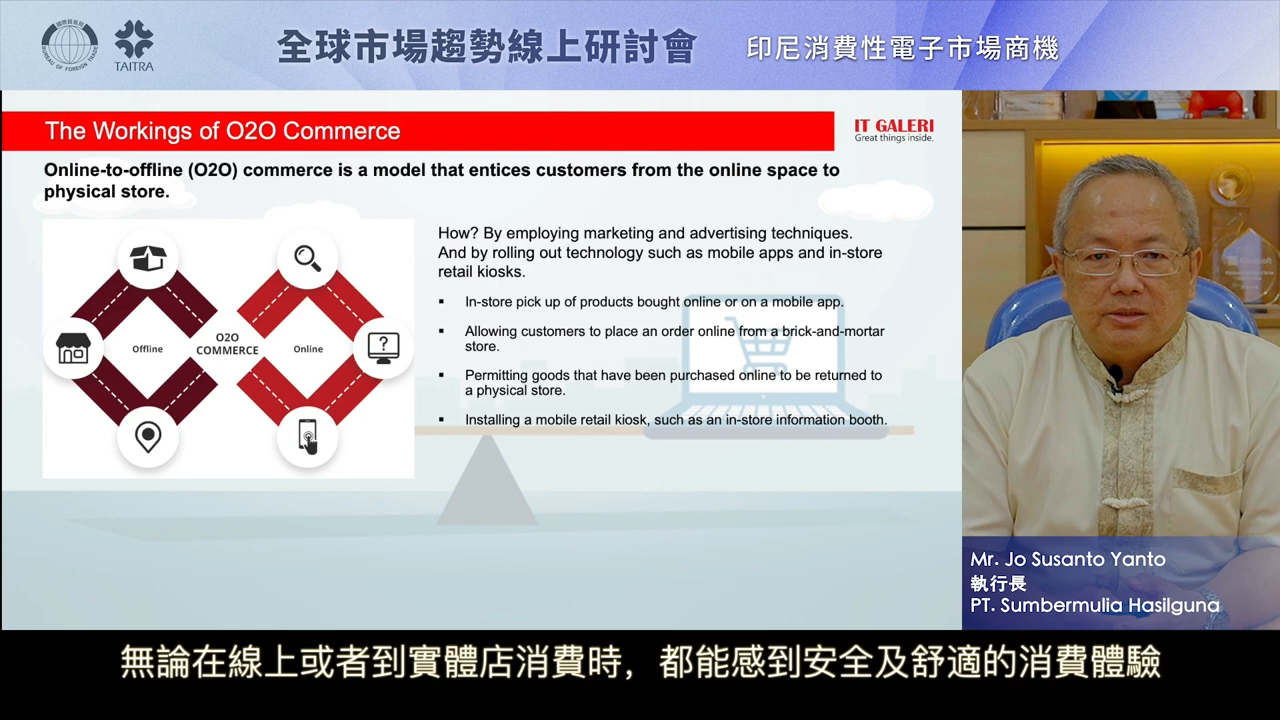 國際貿易局
BUREAU OF FOREIGN TRADE
TAITRA
全球市場趨勢線上研討會
印尼消費性電子市場商機
The Workings of O2O Commerce
IT GALERI
Great things inside.
Online-to-offline (O2O) commerce is a model that entices customers from the online space to
physical store.
Offline
O2O
COMMERCE
Online
?
How? By employing marketing and advertising techniques.
And by rolling out technology such as mobile apps and in-store
retail kiosks.
▪ In-store pick up of products bought online or on a mobile app.
▪ Allowing customers to place an order online from a brick-and-mortar
store.
▪ Permitting goods that have been purchased online to be returned to
a physical store.
▪ Installing a mobile retail kiosk, such as an in-store information booth.
Microsoft
Mr. Jo Susanto Yanto
執行長
PT. Sumbermulia Hasilguna
無論在線上或者到實體店消費時，都能感到安全及舒適的消費體驗